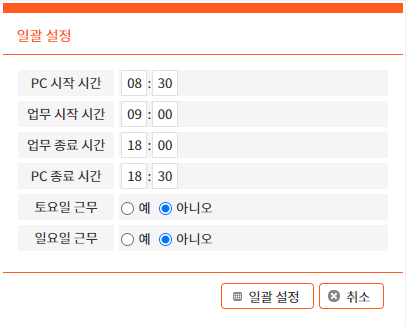 일괄 설정
PC 시작 시간 08 : 30
업무 시작 시간 09 : 00
업무 종료 시간 18 : 00
PC 종료 시간 18 : 30
토요일 근무 예 아니오
일요일 근무 예 아니오
일괄 설정 취소